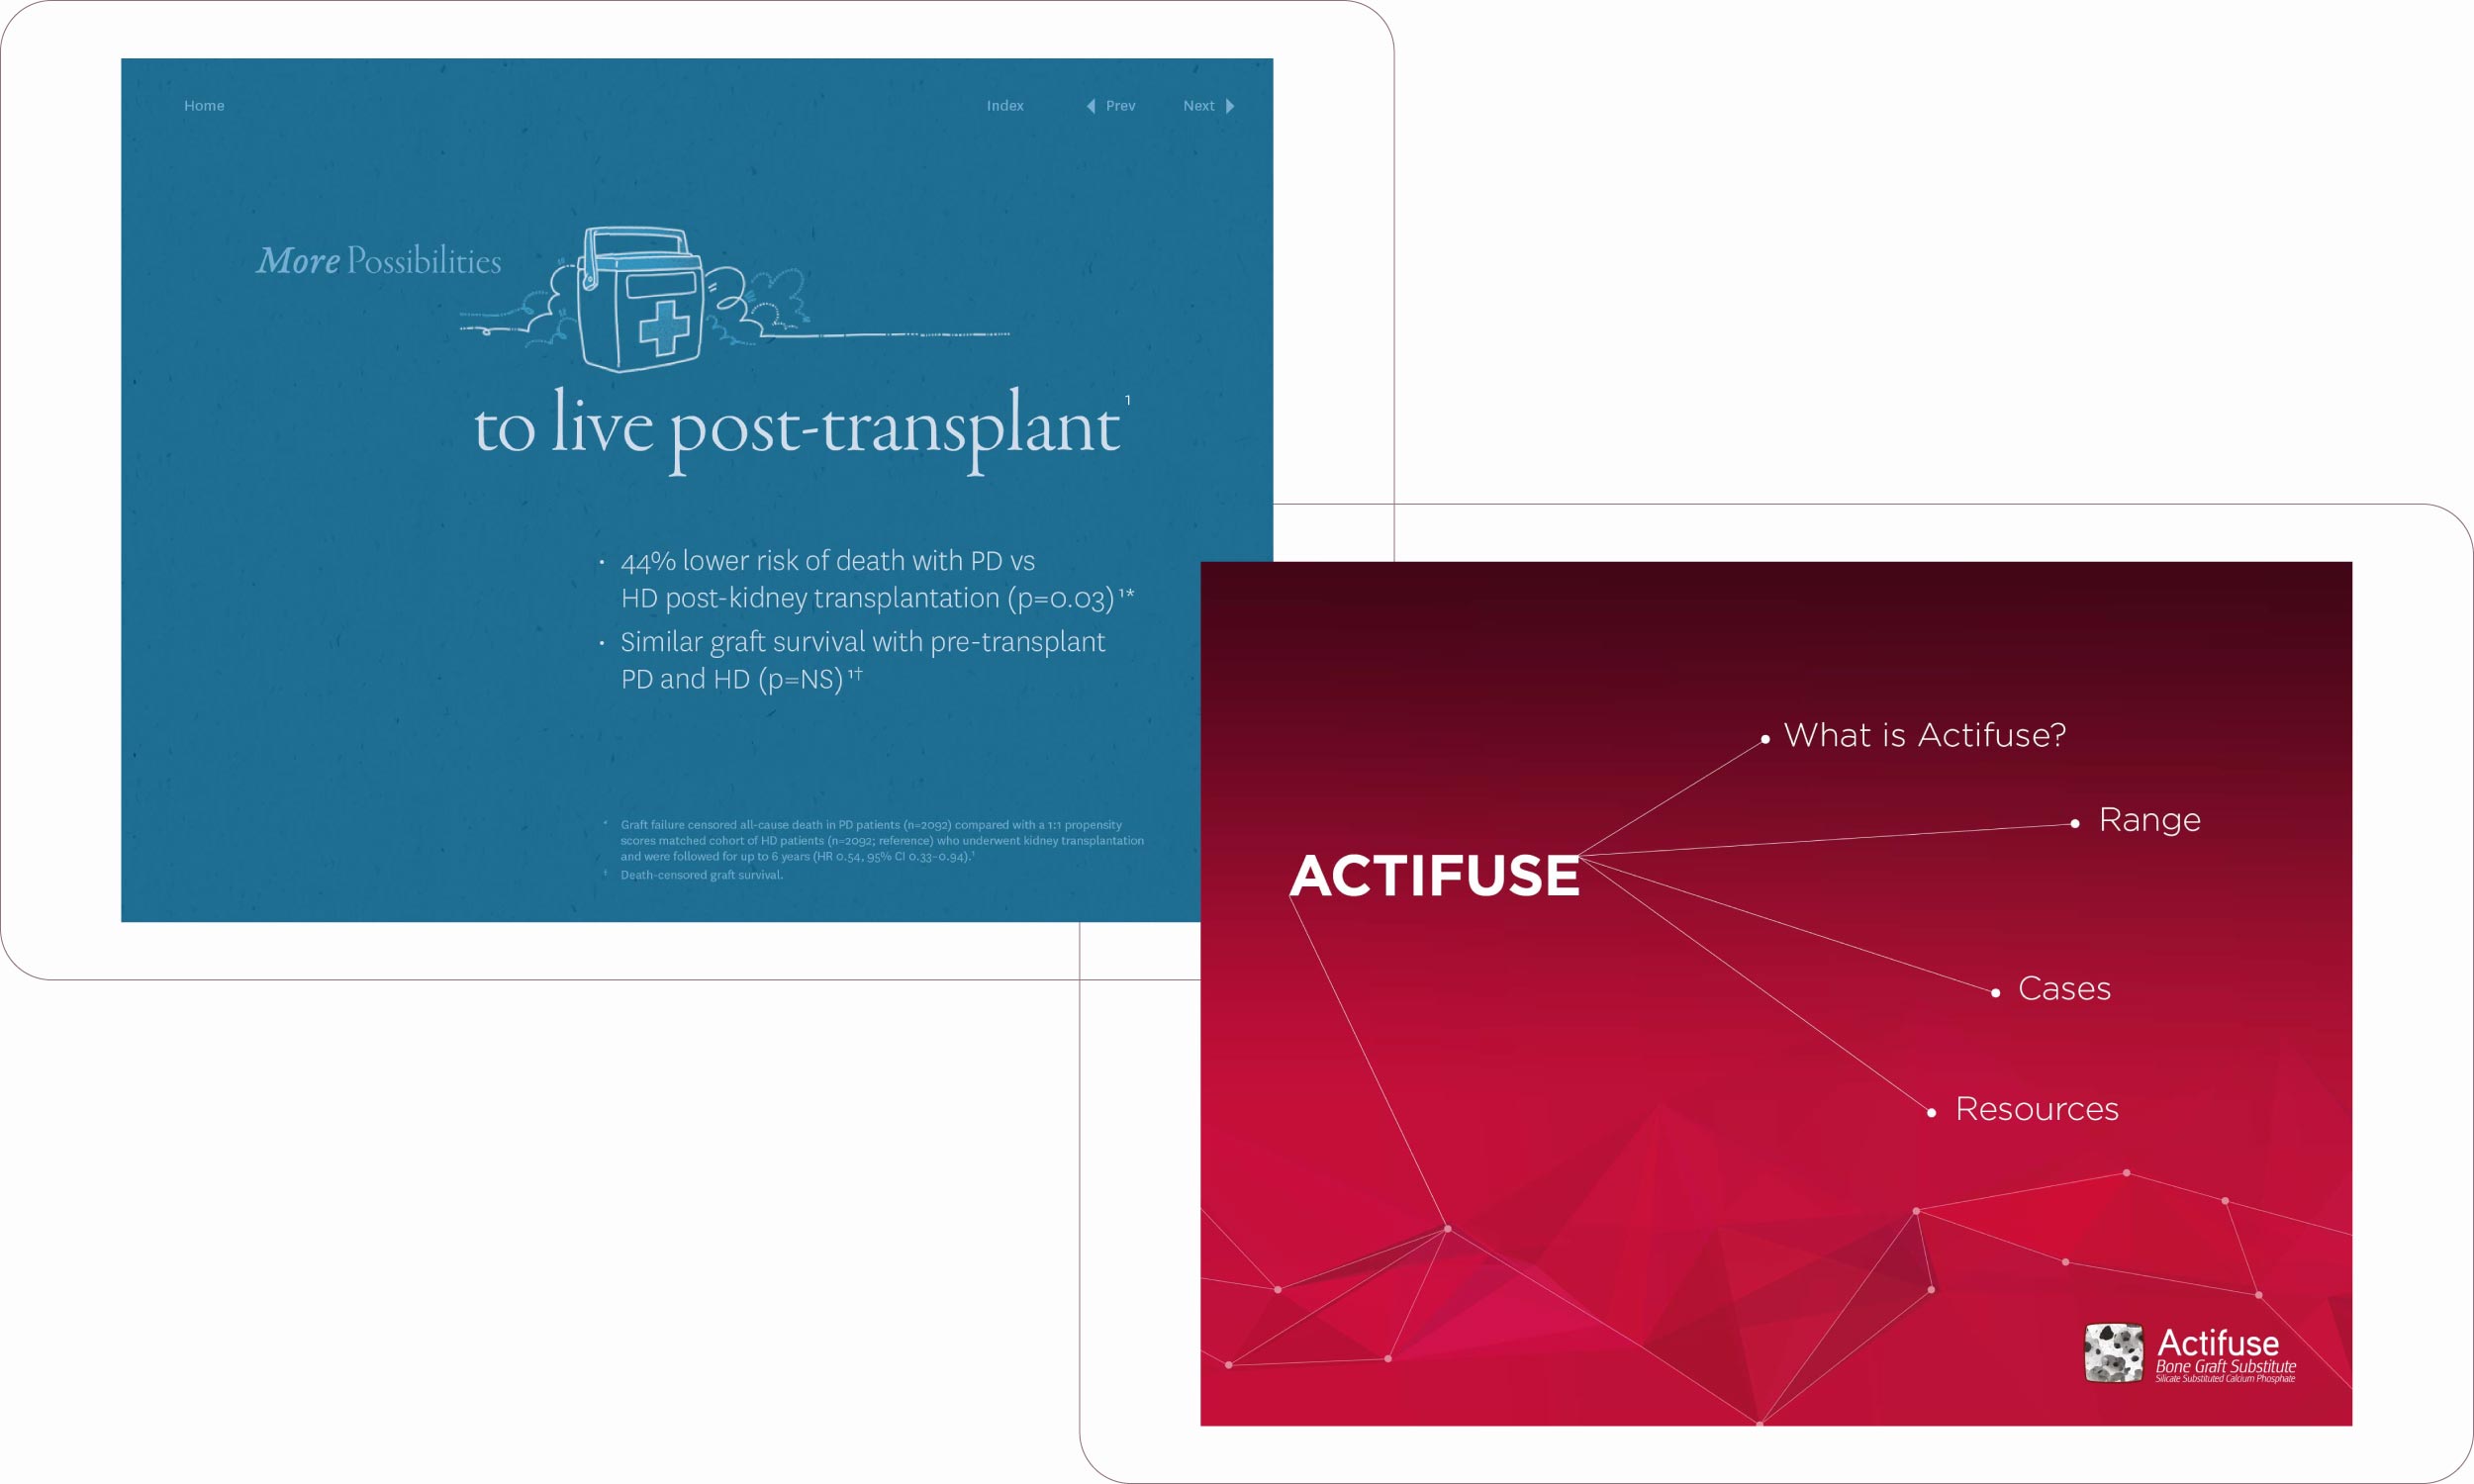 Home
Index
Prev
Next
More Possibilities
to live post-transplant¹
· 44% lower risk of death with PD vs
HD post-kidney transplantation (p=0.03)¹*
· Similar graft survival with pre-transplant
PD and HD (p=NS)¹†
* Graft failure censored all-cause death in PD patients (n=2092) compared with a 1:1 propensity
scores matched cohort of HD patients (n=2092; reference) who underwent kidney transplantation
and were followed for up to 6 years (HR 0.54, 95% CI 0.33-0.94).¹
† Death-censored graft survival.
ACTIFUSE
What is Actifuse?
Range
Cases
Resources
Actifuse
Bone Graft Substitute
Silicate Substituted Calcium Phosphate